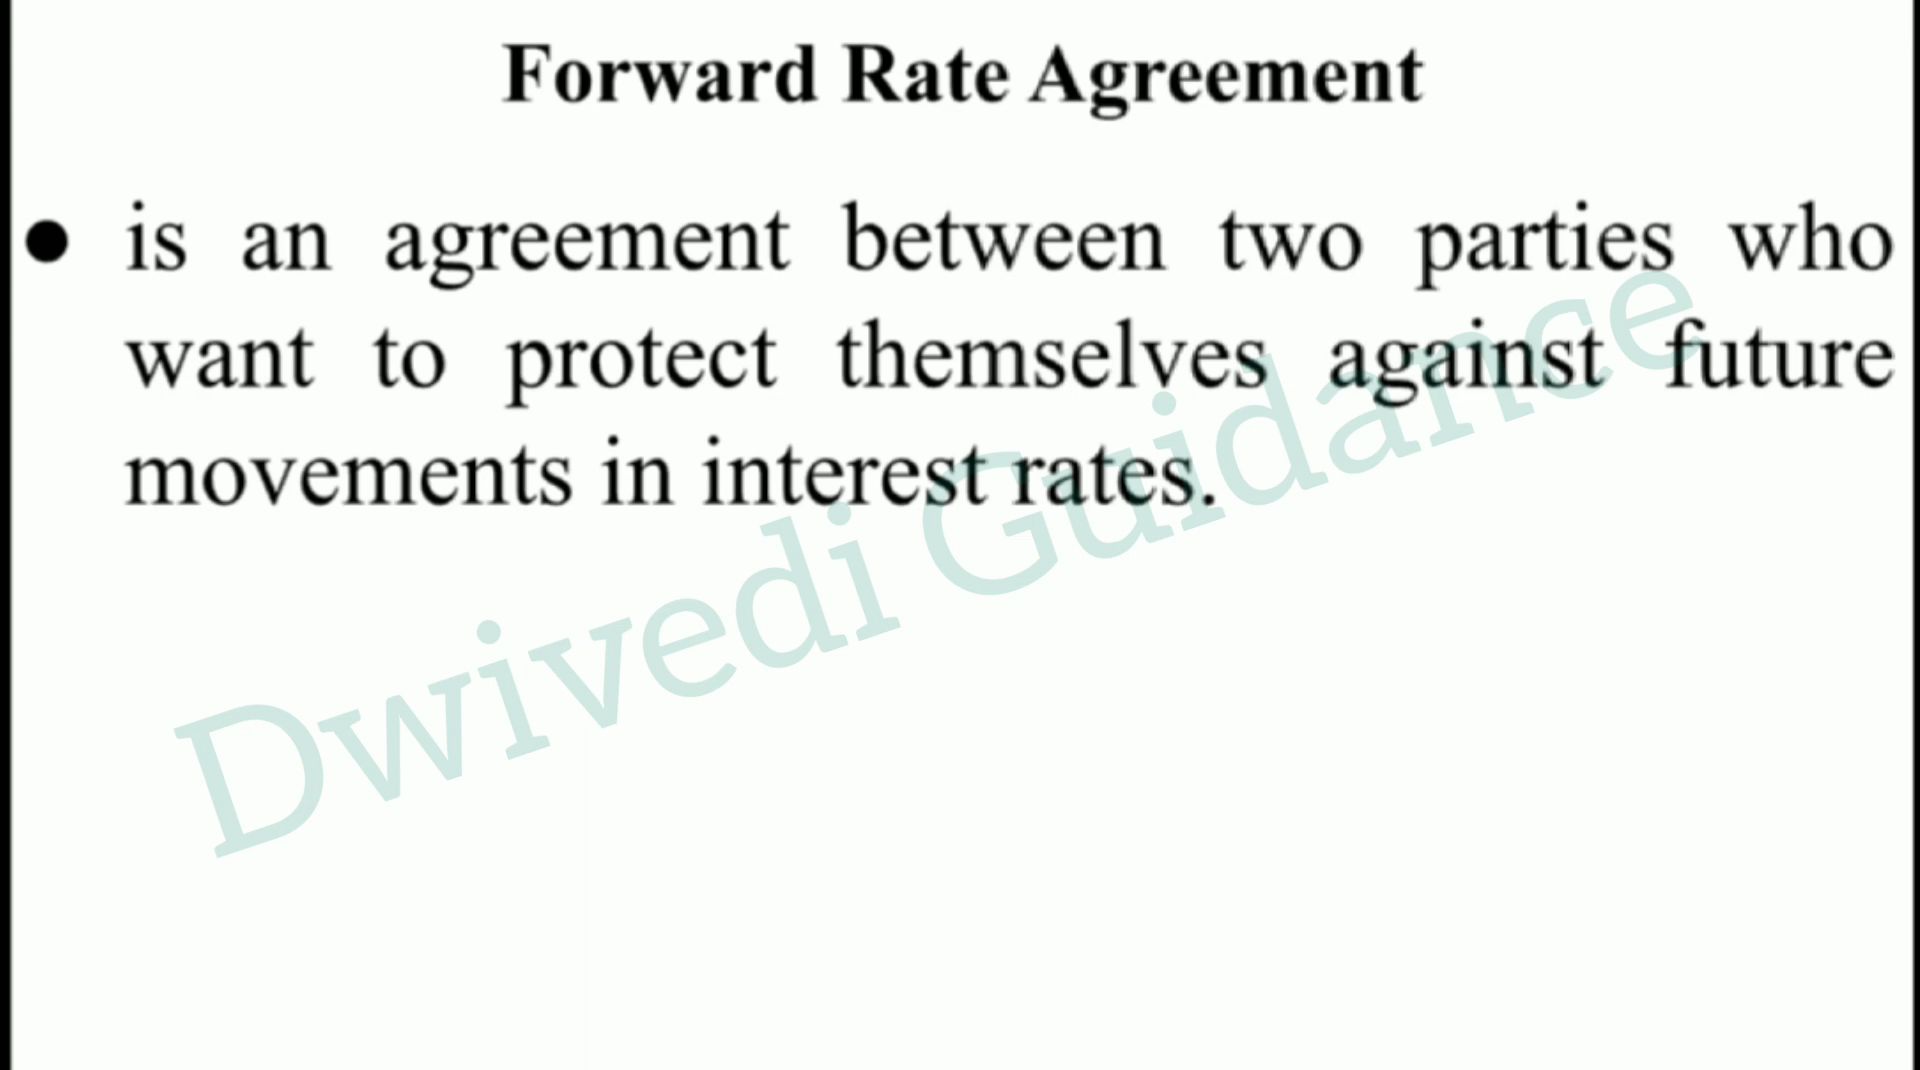 Forward Rate Agreement
● is an agreement between two parties who
want to protect themselves against future
movements in interest rates.
Dwivedi Guidance